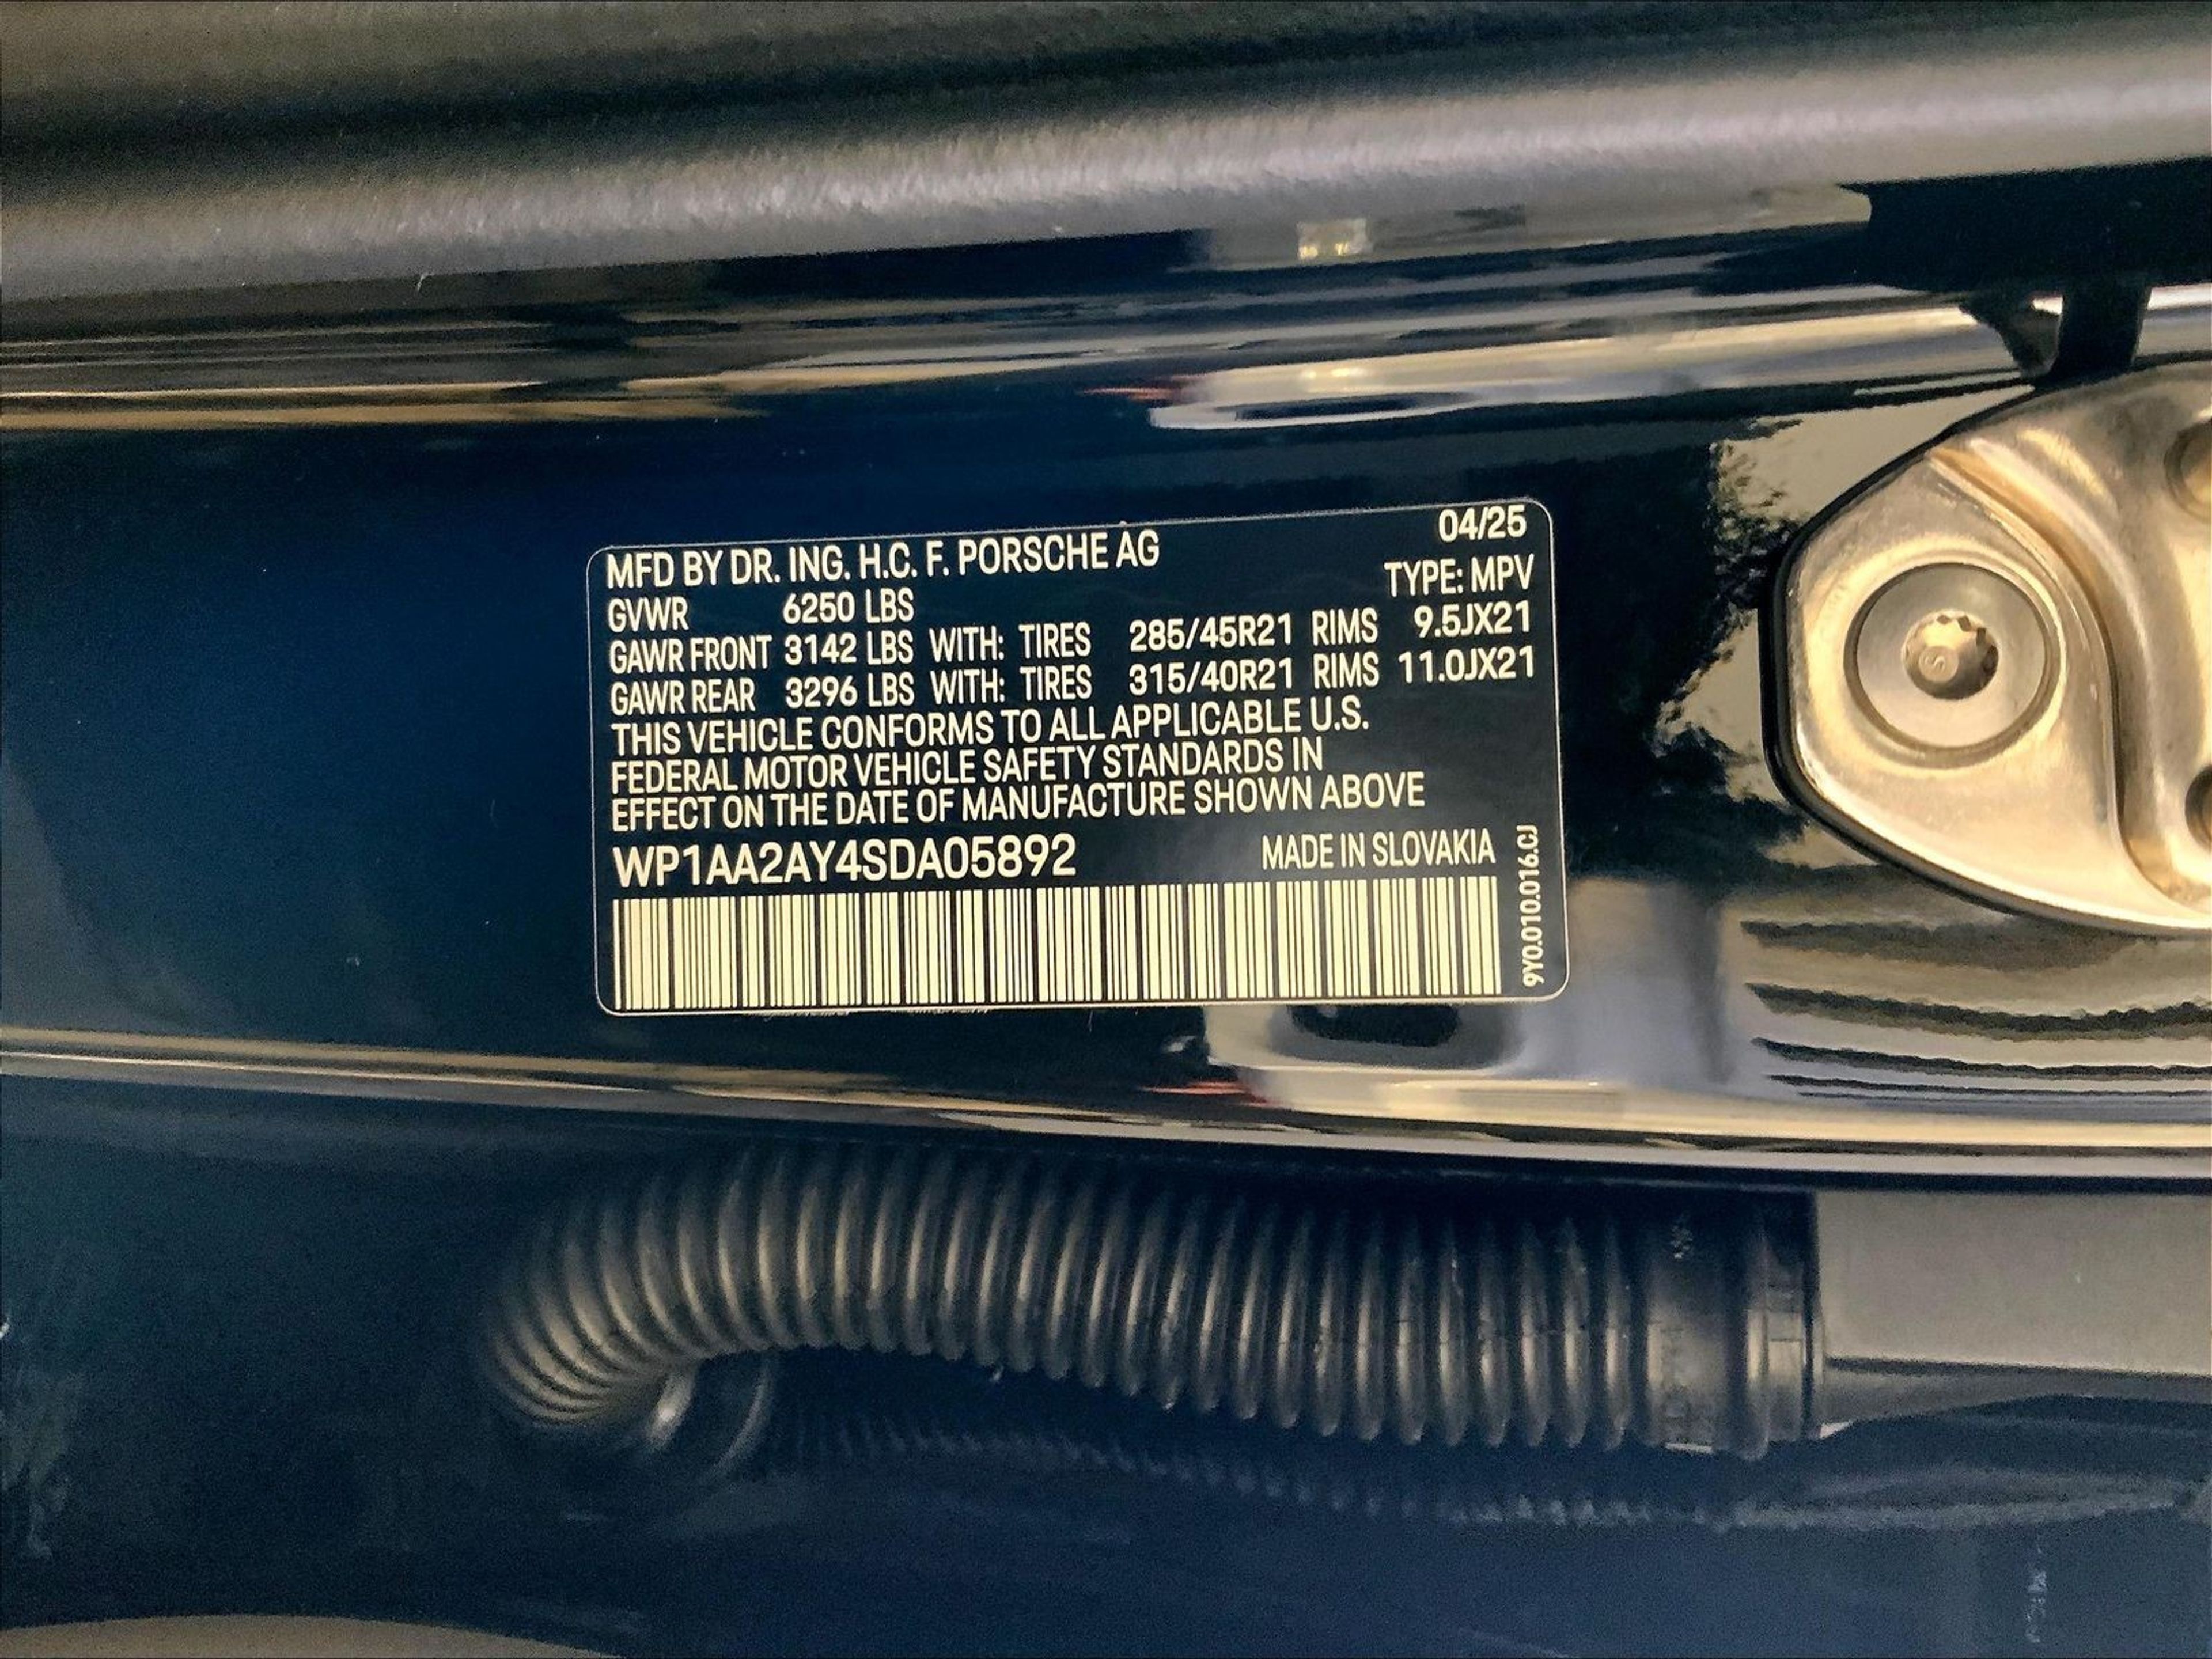 04/25
MFD BY DR. ING. H.C. F. PORSCHE AG
TYPE: MPV
GVWR 6250 LBS
GAWR FRONT 3142 LBS WITH: TIRES 285/45R21 RIMS 9.5JX21
GAWR REAR 3296 LBS WITH: TIRES 315/40R21 RIMS 11.0JX21
THIS VEHICLE CONFORMS TO ALL APPLICABLE U.S.
FEDERAL MOTOR VEHICLE SAFETY STANDARDS IN
EFFECT ON THE DATE OF MANUFACTURE SHOWN ABOVE
WP1AA2AY4SDA05892 MADE IN SLOVAKIA
9Y0.010.016.CJ